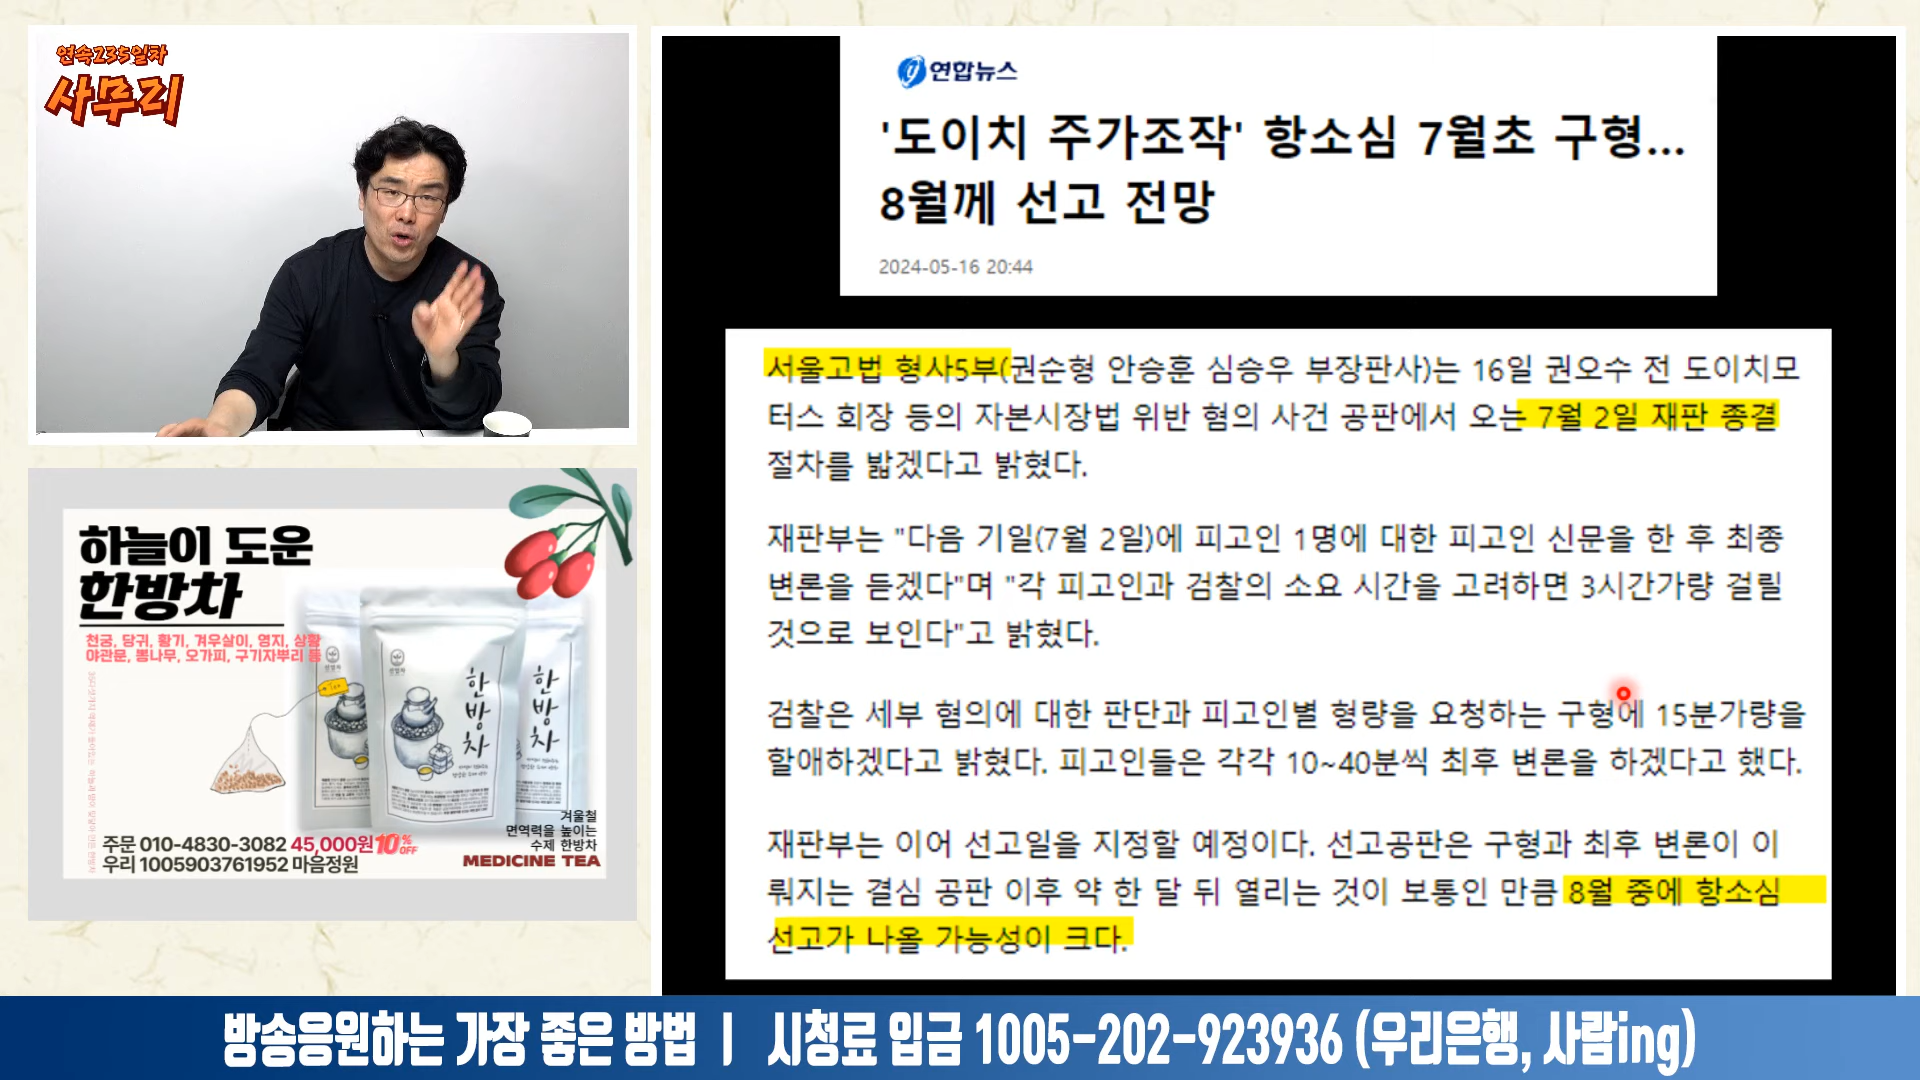 연속235일차
사무리
하늘이 도운
한방차
천궁, 당귀, 황기, 겨우살이, 영지, 상황
야관문, 뽕나무, 오가피, 구기자뿌리 등
한방차
한방차
겨울철
면역력을 높이는
수제 한방차
MEDICINE TEA
주문 010-4830-3082 45,000원 10% OFF
우리 1005903761952 마음정원
연합뉴스
'도이치 주가조작' 항소심 7월초 구형...
8월께 선고 전망
2024-05-16 20:44
서울고법 형사5부(권순형 안승훈 심승우 부장판사)는 16일 권오수 전 도이치모
터스 회장 등의 자본시장법 위반 혐의 사건 공판에서 오는 7월 2일 재판 종결
절차를 밟겠다고 밝혔다.
재판부는 "다음 기일(7월 2일)에 피고인 1명에 대한 피고인 신문을 한 후 최종
변론을 듣겠다"며 "각 피고인과 검찰의 소요 시간을 고려하면 3시간가량 걸릴
것으로 보인다"고 밝혔다.
검찰은 세부 혐의에 대한 판단과 피고인별 형량을 요청하는 구형에 15분가량을
할애하겠다고 밝혔다. 피고인들은 각각 10~40분씩 최후 변론을 하겠다고 했다.
재판부는 이어 선고일을 지정할 예정이다. 선고공판은 구형과 최후 변론이 이
뤄지는 결심 공판 이후 약 한 달 뒤 열리는 것이 보통인 만큼 8월 중에 항소심
선고가 나올 가능성이 크다.
방송응원하는 가장 좋은 방법 | 시청료 입금 1005-202-923936 (우리은행, 사람ing)